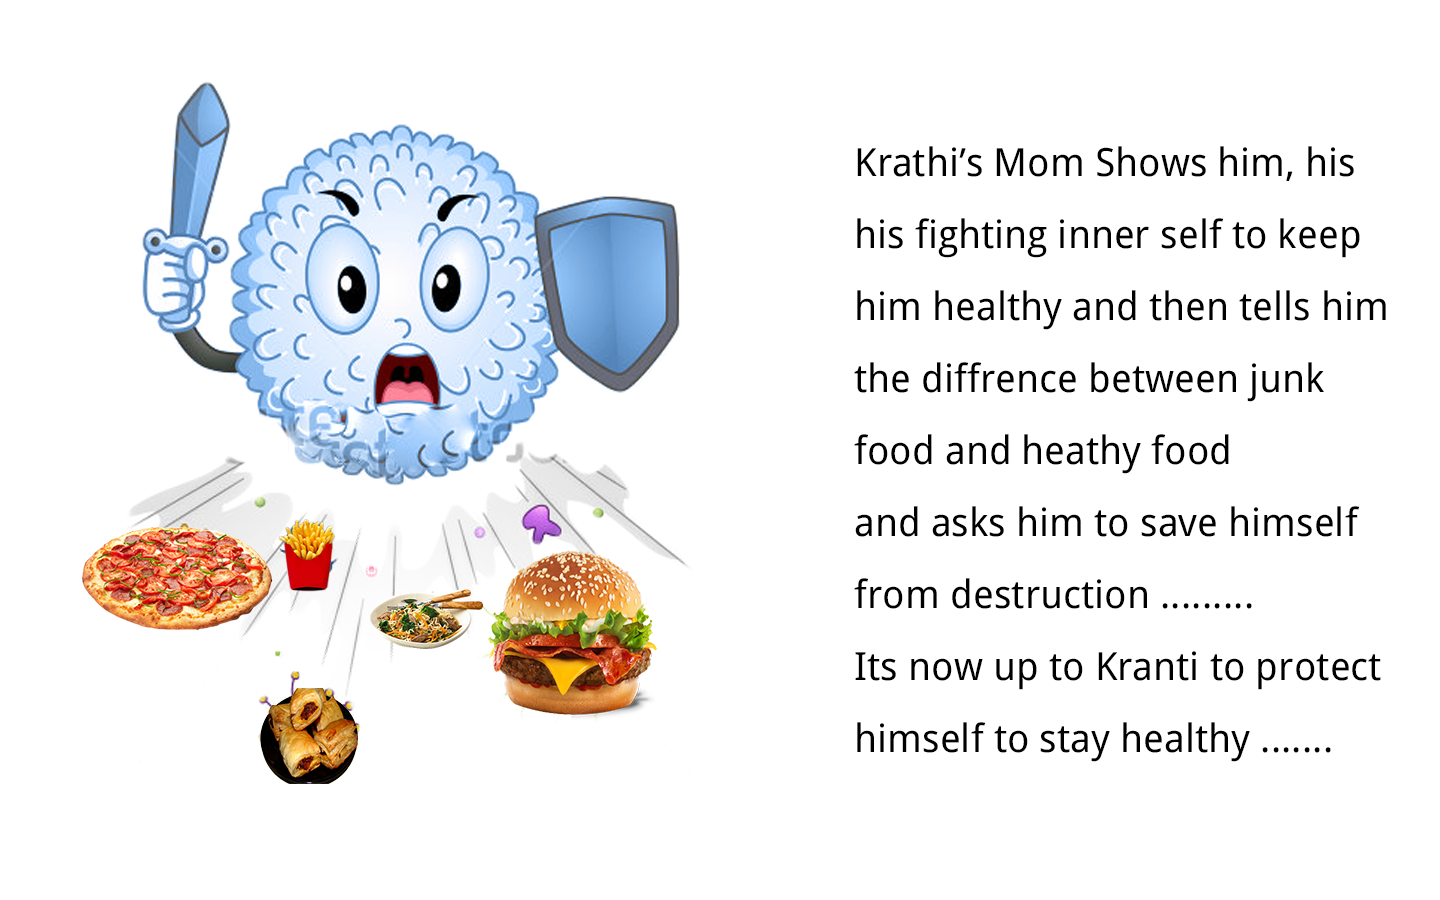 Krathi’s Mom Shows him, his
his fighting inner self to keep
him healthy and then tells him
the diffrence between junk
food and heathy food
and asks him to save himself
from destruction .........
Its now up to Kranti to protect
himself to stay healthy .......